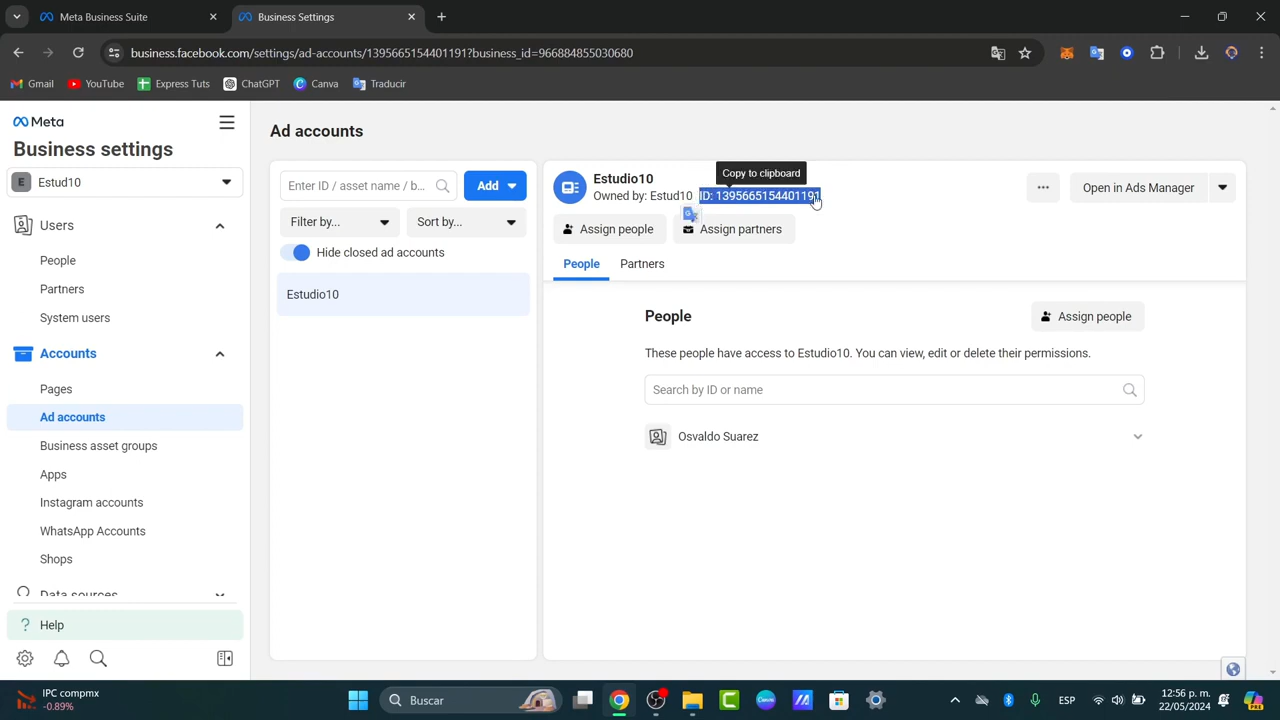 Meta Business Suite
Business Settings
business.facebook.com/settings/ad-accounts/1395665154401191?business_id=966884855030680
Gmail
YouTube
Express Tuts
ChatGPT
Canva
Traducir
Meta
Business settings
E Estud10
Users
People
Partners
System users
Accounts
Pages
Ad accounts
Business asset groups
Apps
Instagram accounts
WhatsApp Accounts
Shops
Data sources
? Help
Ad accounts
Enter ID / asset name / b...
Add
Filter by...
Sort by...
Hide closed ad accounts
Estudio10
Copy to clipboard
Estudio10
Owned by: Estud10 ID: 1395665154401191
Open in Ads Manager
Assign people
Assign partners
People
Partners
People
Assign people
These people have access to Estudio10. You can view, edit or delete their permissions.
Search by ID or name
Osvaldo Suarez
IPC compmx
-0.89%
Buscar
ESP
12:56 p. m.
22/05/2024